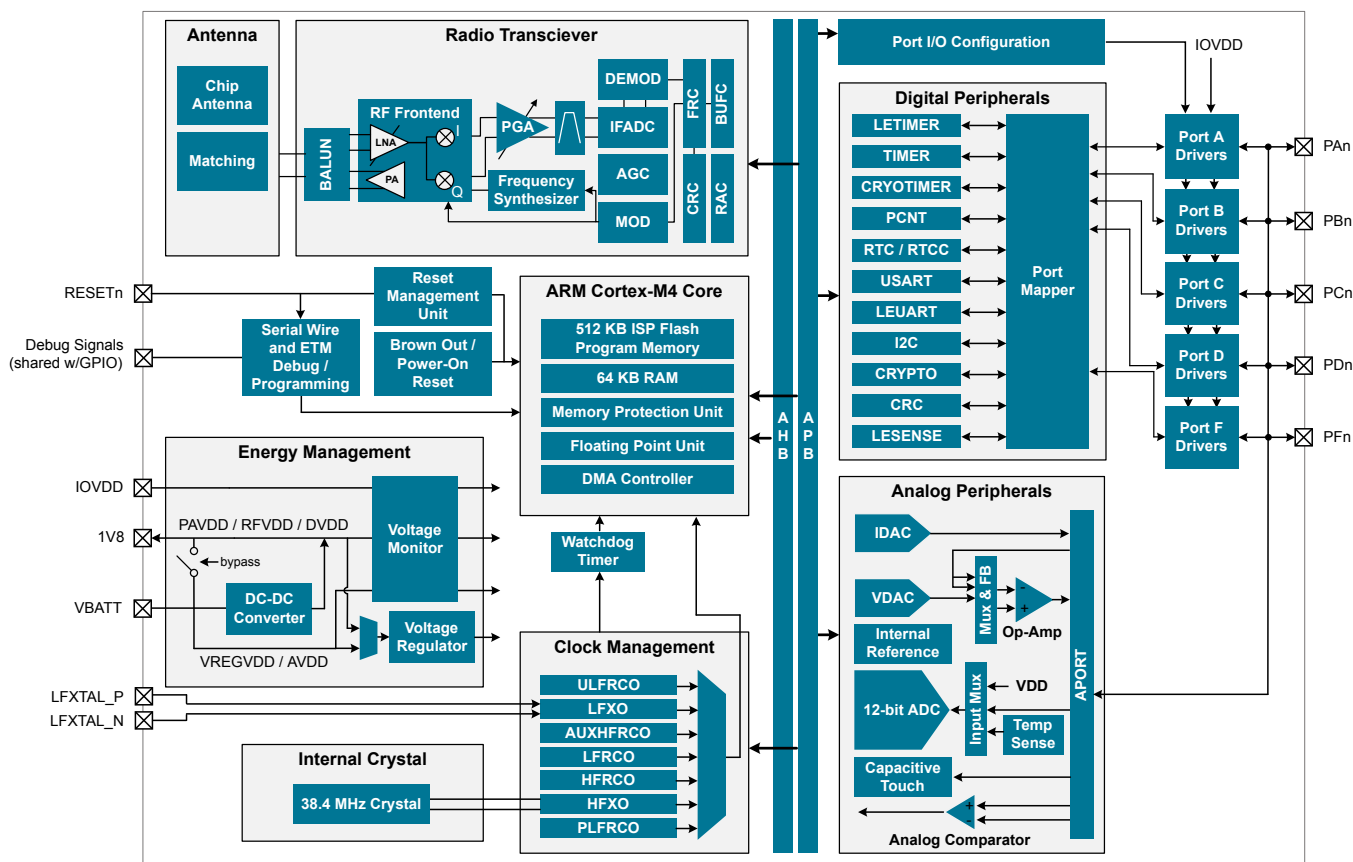 Antenna
Chip
Antenna
Matching
Radio Transciever
BALUN
RF Frontend
LNA
PA
I
Q
PGA
DEMOD
IFADC
AGC
MOD
Frequency
Synthesizer
FRC
BUFC
CRC
RAC
AHB
APB
Port I/O Configuration
IOVDD
Digital Peripherals
LETIMER
TIMER
CRYOTIMER
PCNT
RTC / RTCC
USART
LEUART
I2C
CRYPTO
CRC
LESENSE
Port
Mapper
Port A
Drivers
Port B
Drivers
Port C
Drivers
Port D
Drivers
Port F
Drivers
PAn
PBn
PCn
PDn
PFn
RESETn
Debug Signals
(shared w/GPIO)
Reset
Management
Unit
Serial Wire
and ETM
Debug /
Programming
Brown Out /
Power-On
Reset
ARM Cortex-M4 Core
512 KB ISP Flash
Program Memory
64 KB RAM
Memory Protection Unit
Floating Point Unit
DMA Controller
Energy Management
IOVDD
1V8
VBATT
PAVDD / RFVDD / DVDD
bypass
DC-DC
Converter
Voltage
Monitor
Voltage
Regulator
VREGVDD / AVDD
Watchdog
Timer
LFXTAL_P
LFXTAL_N
Clock Management
ULFRCO
LFXO
AUXHFRCO
LFRCO
HFRCO
HFXO
PLFRCO
Internal Crystal
38.4 MHz Crystal
Analog Peripherals
IDAC
VDAC
Mux & FB
-
+
Op-Amp
Internal
Reference
12-bit ADC
Input Mux
VDD
Temp
Sense
Capacitive
Touch
+
-
Analog Comparator
APORT